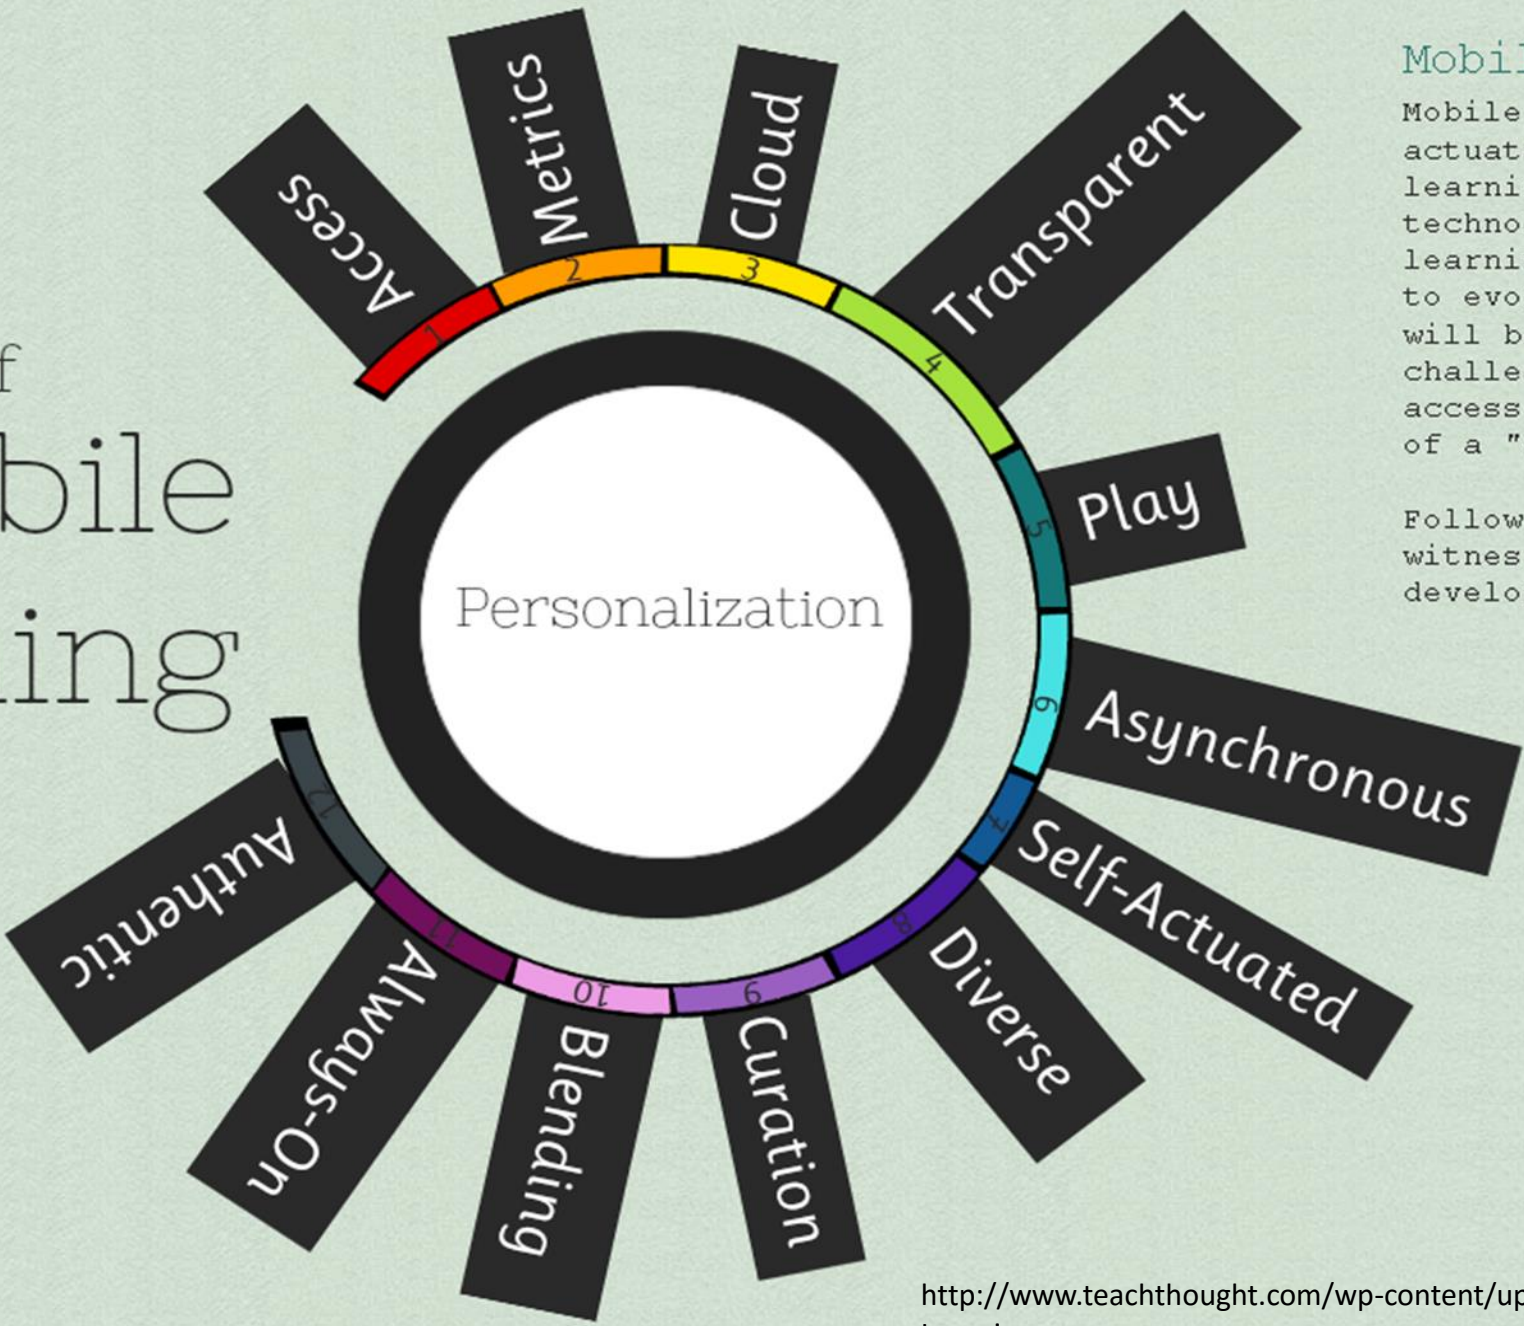 f
bile
ing
1
Access
2
Metrics
3
Cloud
4
Transparent
5
Play
6
Asynchronous
7
Self-Actuated
8
Diverse
9
Curation
10
Blending
11
Always-On
12
Authentic
Personalization
Mobil
Mobile
actuat
learni
techno
learni
to evo
will b
challe
access
of a "
Follow
witnes
develo
http://www.teachthought.com/wp-content/up